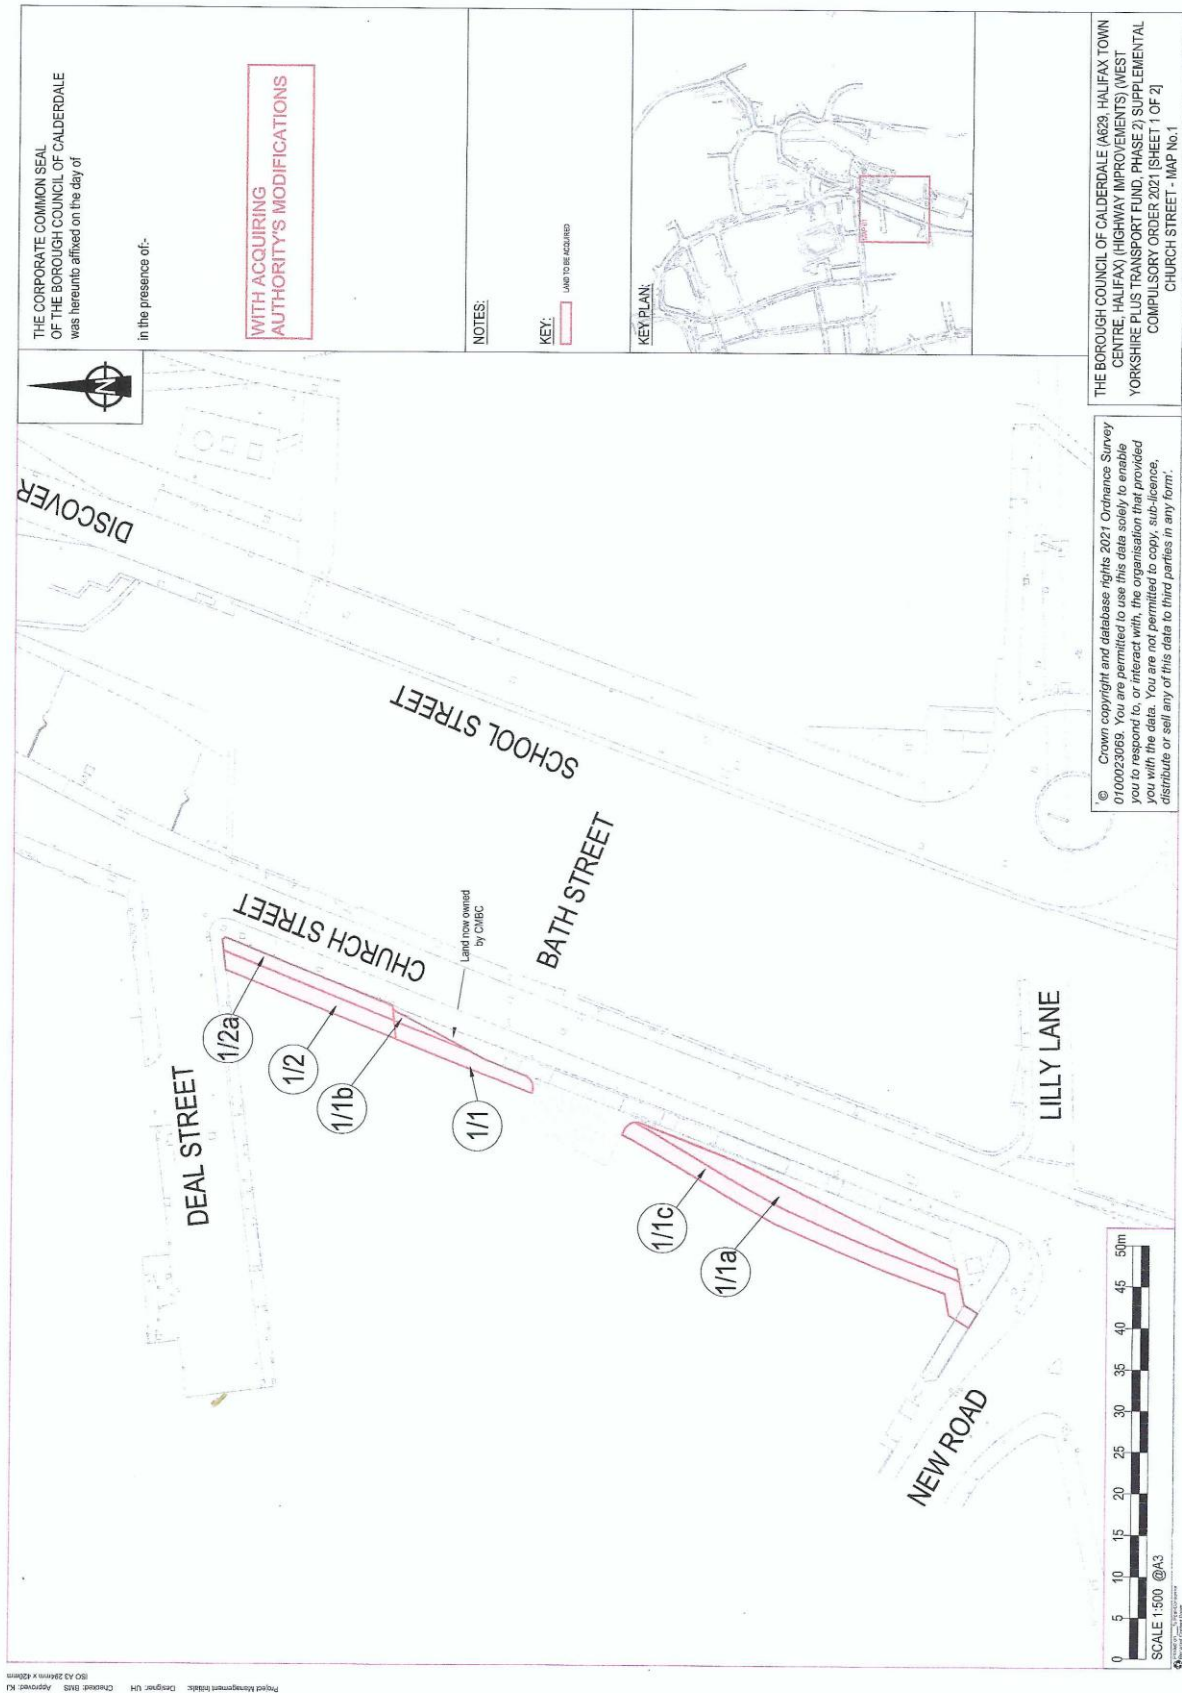 THE CORPORATE COMMON SEAL
OF THE BOROUGH COUNCIL OF CALDERDALE
was hereunto affixed on the day of
in the presence of:-
WITH ACQUIRING
AUTHORITY'S MODIFICATIONS
NOTES:
KEY:
LAND TO BE ACQUIRED
KEY PLAN:
THE BOROUGH COUNCIL OF CALDERDALE (A629, HALIFAX TOWN
CENTRE, HALIFAX) (HIGHWAY IMPROVEMENTS) (WEST
YORKSHIRE PLUS TRANSPORT FUND, PHASE 2) SUPPLEMENTAL
COMPULSORY ORDER 2021 [SHEET 1 OF 2]
CHURCH STREET - MAP No.1
N
DISCOVER
SCHOOL STREET
CHURCH STREET
BATH STREET
DEAL STREET
LILLY LANE
NEW ROAD
Land now owned
by CMBC
1/2a
1/2
1/1b
1/1
1/1c
1/1a
'© Crown copyright and database rights 2021 Ordnance Survey
0100023069. You are permitted to use this data solely to enable
you to respond to, or interact with, the organisation that provided
you with the data. You are not permitted to copy, sub-licence,
distribute or sell any of this data to third parties in any form'.
0 5 10 15 20 25 30 35 40 45 50m
SCALE 1:500 @A3
Project Management Initials: Designer: UH Checked: BMS Approved: KJ
ISO A3 294mm x 420mm